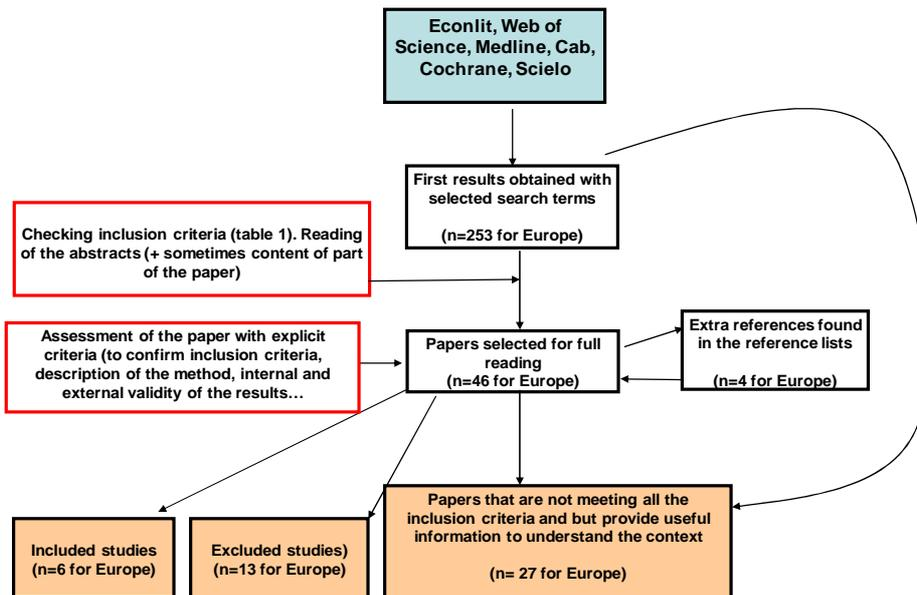 Econlit, Web of
Science, Medline, Cab,
Cochrane, Scielo
First results obtained with
selected search terms
(n=253 for Europe)
Checking inclusion criteria (table 1). Reading
of the abstracts (+ sometimes content of part
of the paper)
Assessment of the paper with explicit
criteria (to confirm inclusion criteria,
description of the method, internal and
external validity of the results…
Papers selected for full
reading
(n=46 for Europe)
Extra references found
in the reference lists
(n=4 for Europe)
Included studies
(n=6 for Europe)
Excluded studies)
(n=13 for Europe)
Papers that are not meeting all the
inclusion criteria and but provide useful
information to understand the context
(n= 27 for Europe)